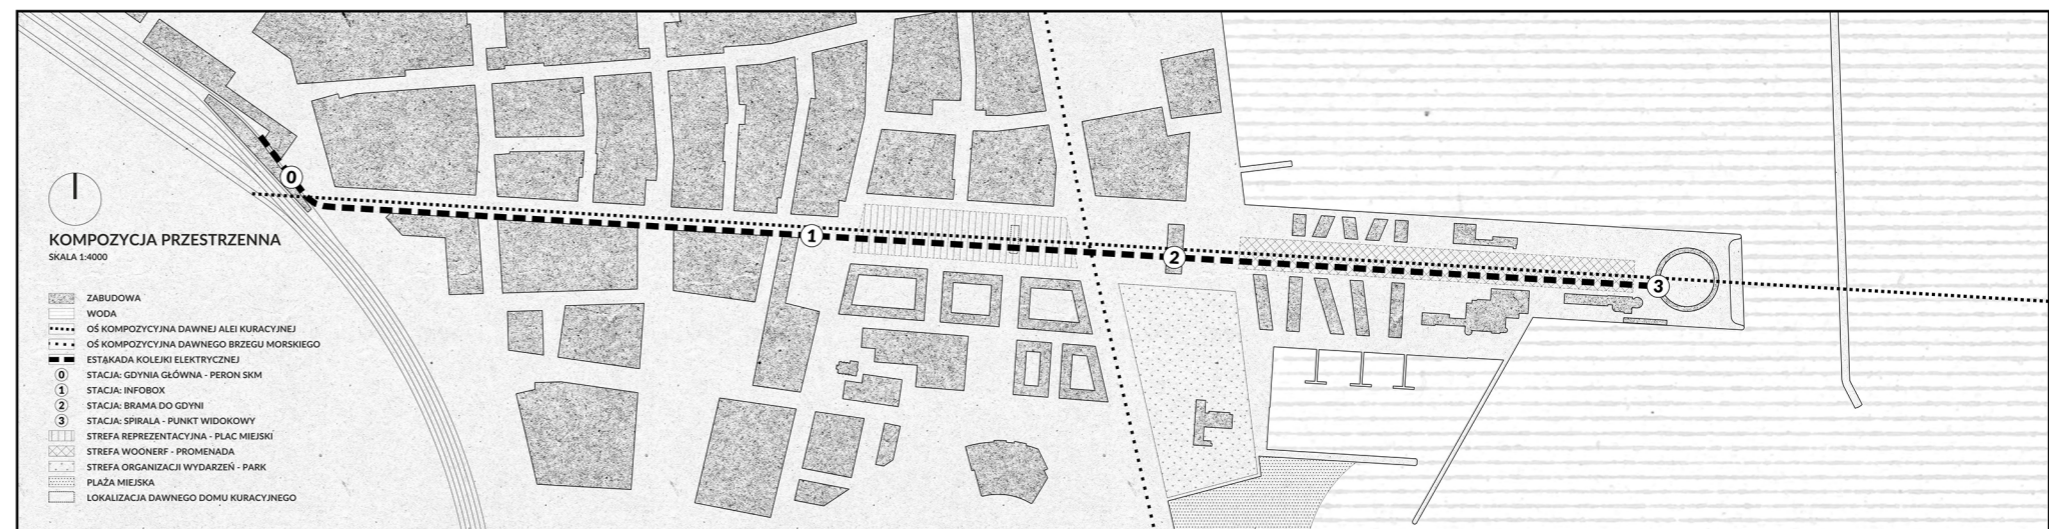 0
1
2
3
KOMPOZYCJA PRZESTRZENNA
SKALA 1:4000
ZABUDOWA
WODA
OŚ KOMPOZYCYJNA DAWNEJ ALEI KURACYJNEJ
OŚ KOMPOZYCYJNA DAWNEGO BRZEGU MORSKIEGO
ESTAKADA KOLEJKI ELEKTRYCZNEJ
0 STACJA: GDYNIA GŁÓWNA - PERON SKM
1 STACJA: INFOBOX
2 STACJA: BRAMA DO GDYNI
3 STACJA: SPIRALA - PUNKT WIDOKOWY
STREFA REPREZENTACYJNA - PLAC MIEJSKI
STREFA WOONERF - PROMENADA
STREFA ORGANIZACJI WYDARZEŃ - PARK
PLAŻA MIEJSKA
LOKALIZACJA DAWNEGO DOMU KURACYJNEGO